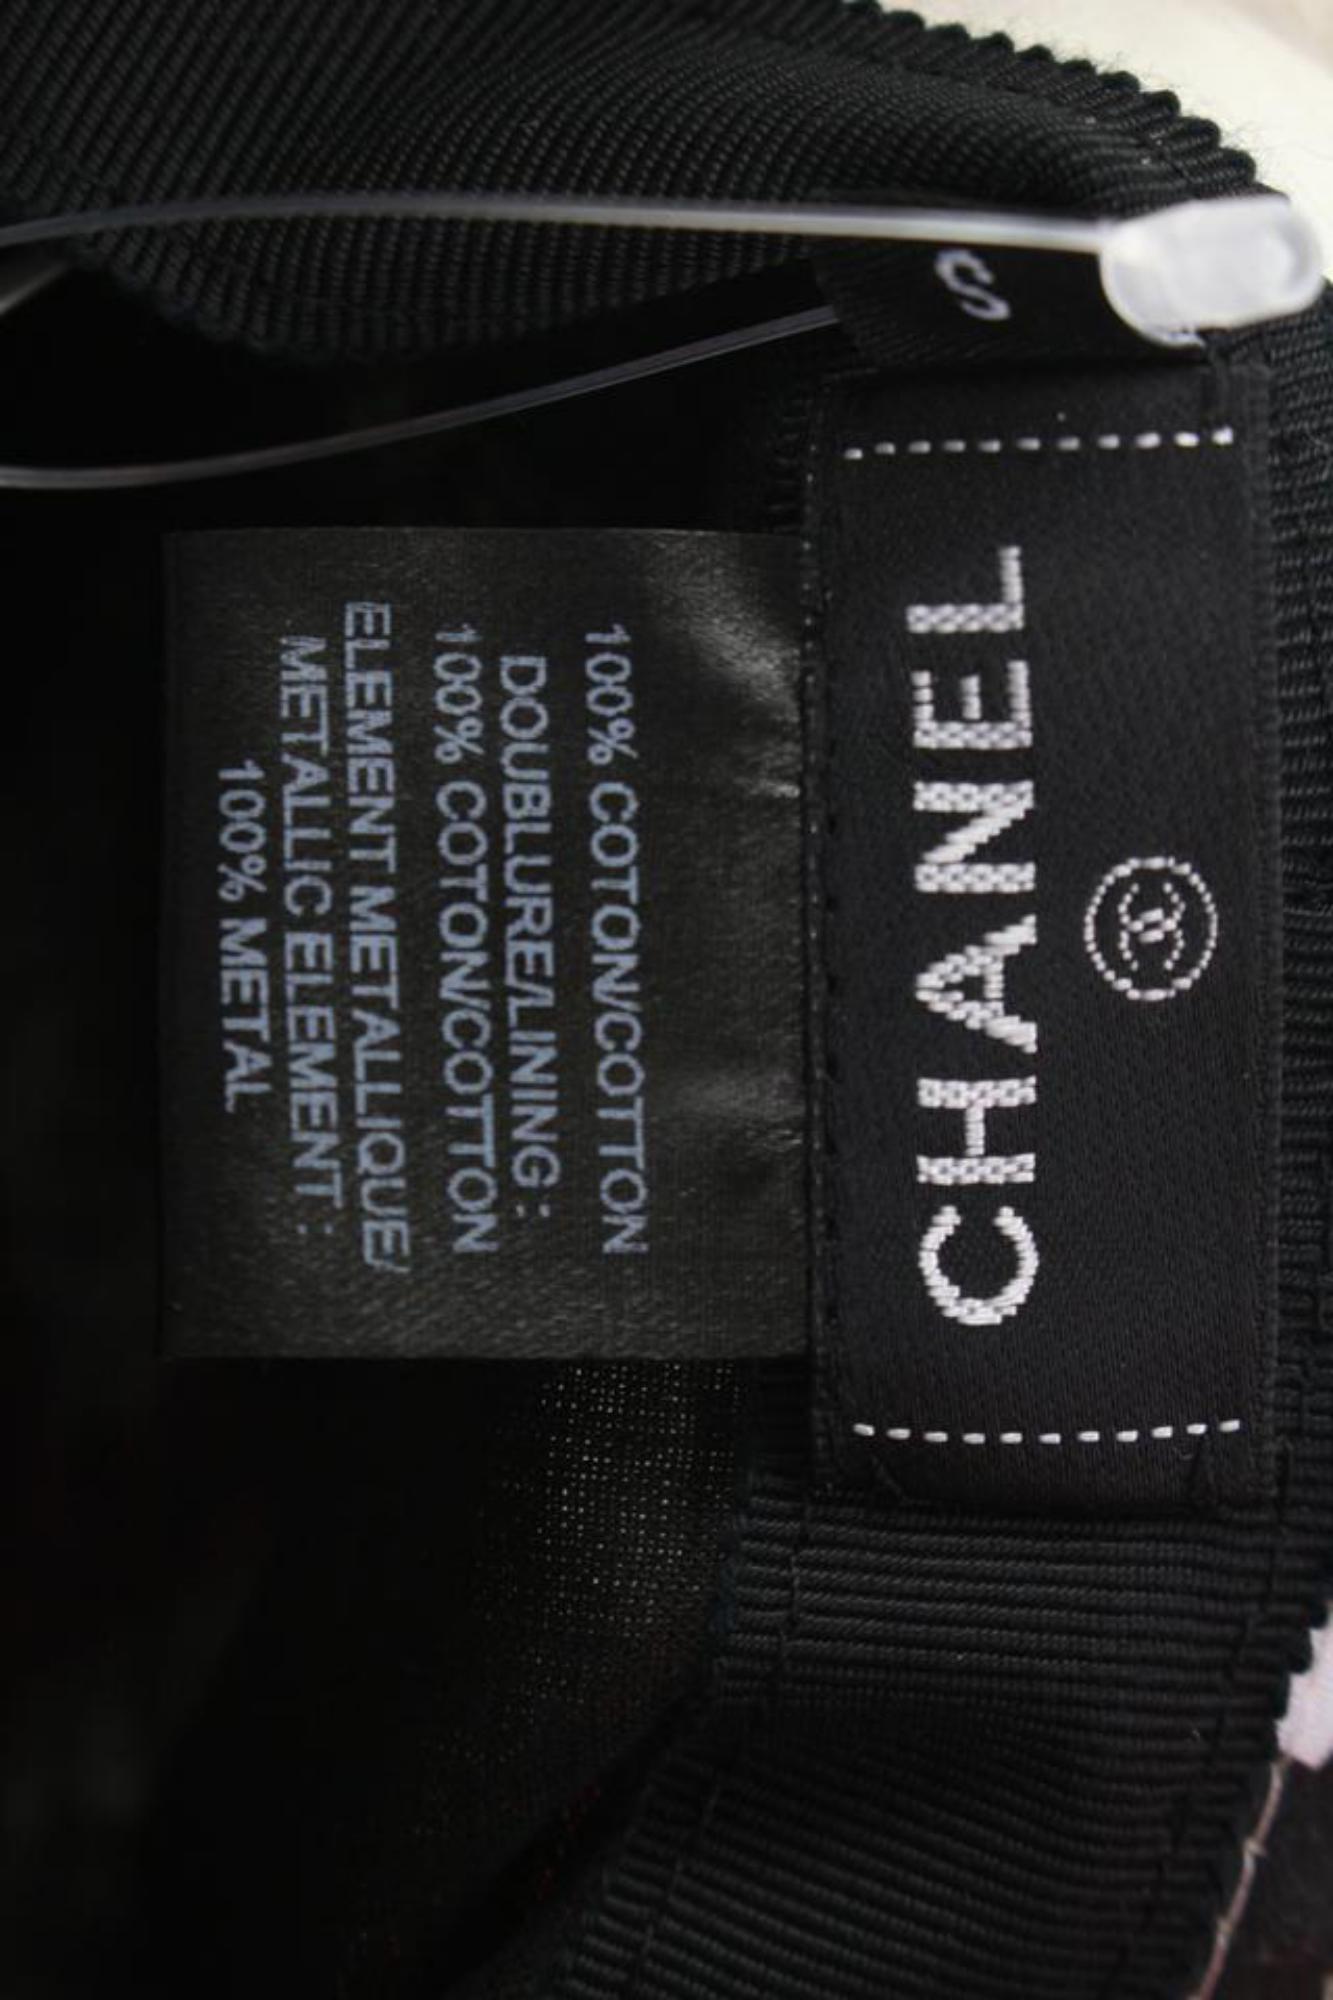 S
CHANEL
100% COTON/COTTON
DOUBLURE/LINING :
100% COTON/COTTON
ELEMENT METALLIQUE/
METALLIC ELEMENT :
100% METAL